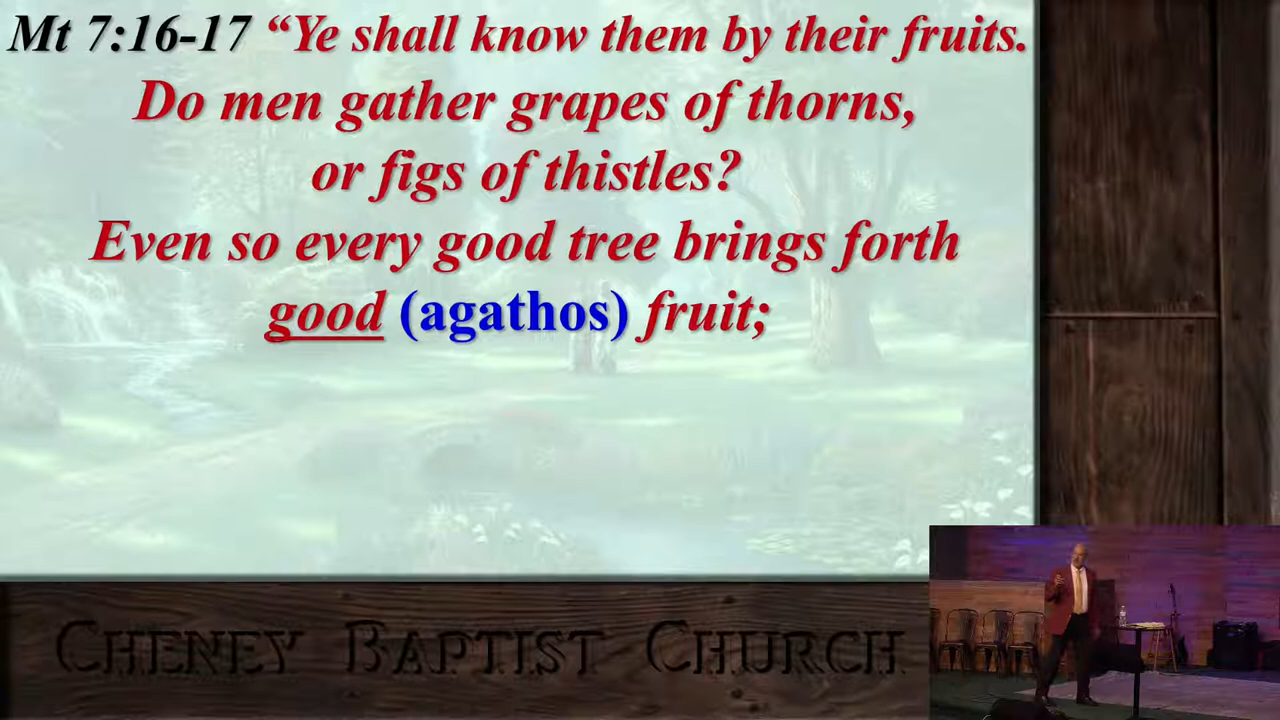 Mt 7:16-17 “Ye shall know them by their fruits.
Do men gather grapes of thorns,
or figs of thistles?
Even so every good tree brings forth
good (agathos) fruit;
CHENEY BAPTIST CHURCH